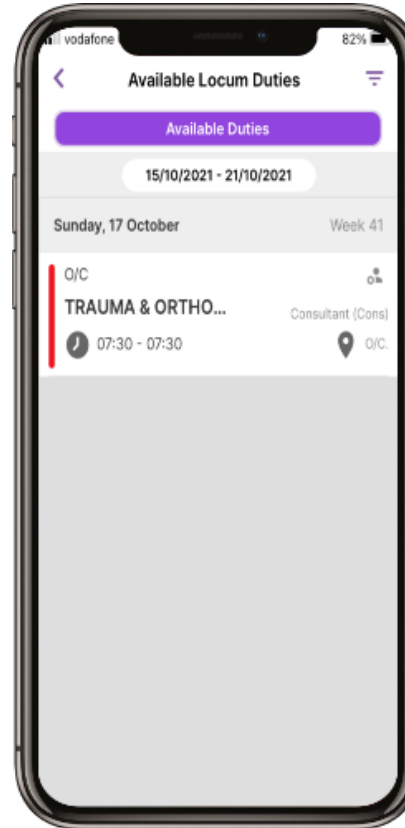 vodafone 82%
Available Locum Duties
Available Duties
15/10/2021 - 21/10/2021
Sunday, 17 October Week 41
O/C
TRAUMA & ORTHO... Consultant (Cons)
07:30 - 07:30 O/C.